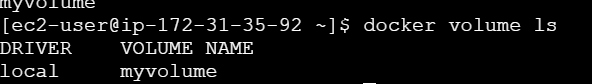 myvolume
[ec2-user@ip-172-31-35-92 ~]$ docker volume ls
DRIVER    VOLUME NAME
local     myvolume